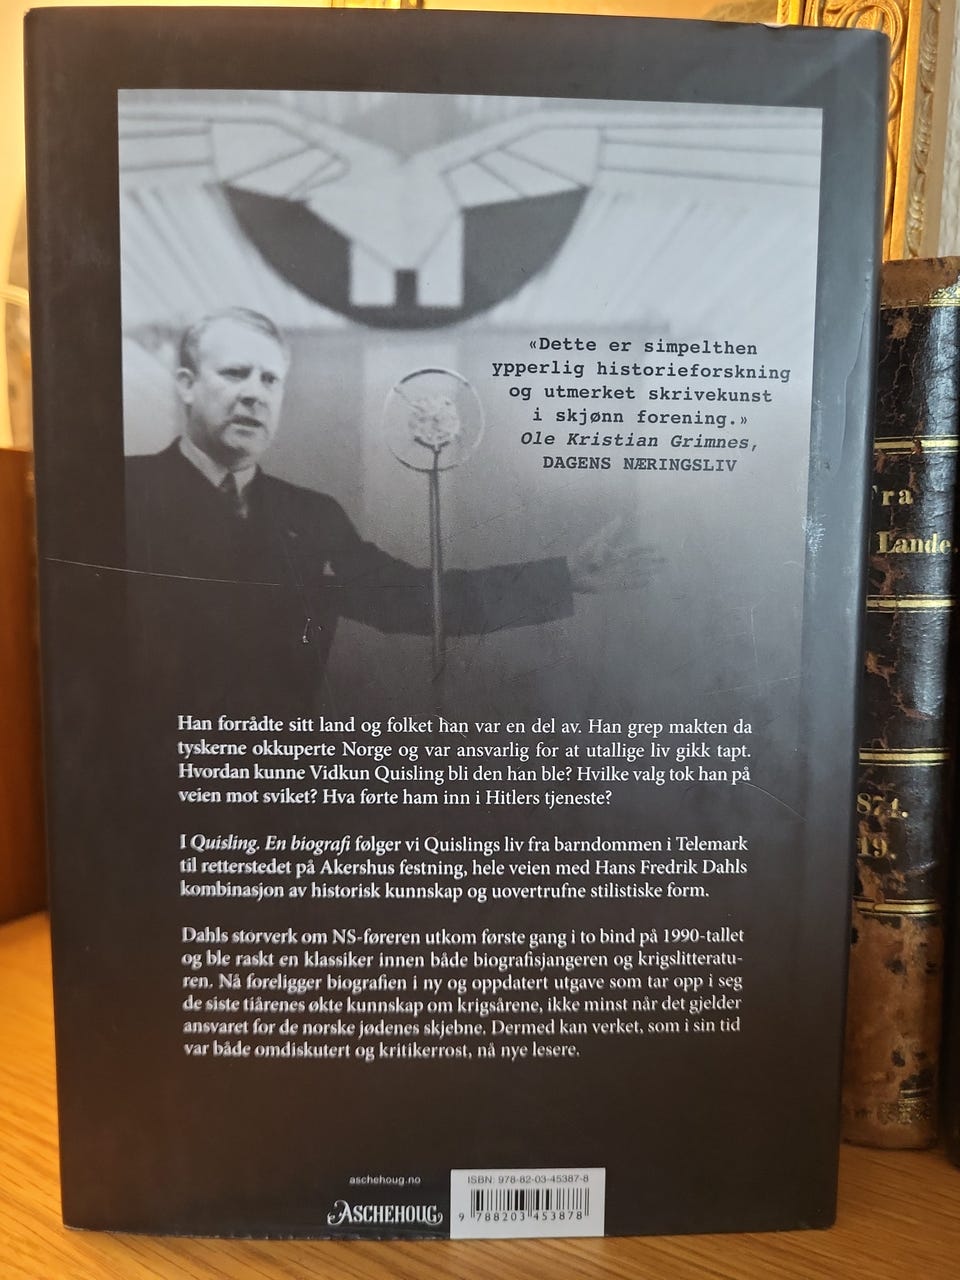 «Dette er simpelthen
ypperlig historieforskning
og utmerket skrivekunst
i skjønn forening.»
Ole Kristian Grimnes,
DAGENS NÆRINGSLIV
Han forrådte sitt land og folket han var en del av. Han grep makten da
tyskerne okkuperte Norge og var ansvarlig for at utallige liv gikk tapt.
Hvordan kunne Vidkun Quisling bli den han ble? Hvilke valg tok han på
veien mot sviket? Hva førte ham inn i Hitlers tjeneste?
I Quisling. En biografi følger vi Quislings liv fra barndommen i Telemark
til retterstedet på Akershus festning, hele veien med Hans Fredrik Dahls
kombinasjon av historisk kunnskap og uovertrufne stilistiske form.
Dahls storverk om NS-føreren utkom første gang i to bind på 1990-tallet
og ble raskt en klassiker innen både biografisjangeren og krigslitteratu-
ren. Nå foreligger biografien i ny og oppdatert utgave som tar opp i seg
de siste tiårenes økte kunnskap om krigsårene, ikke minst når det gjelder
ansvaret for de norske jødenes skjebne. Dermed kan verket, som i sin tid
var både omdiskutert og kritikerrost, nå nye lesere.
aschehoug.no
ASCHEHOUG
ISBN: 978-82-03-45387-8
9 788203 453878
Fra
Lande.
874.
19.